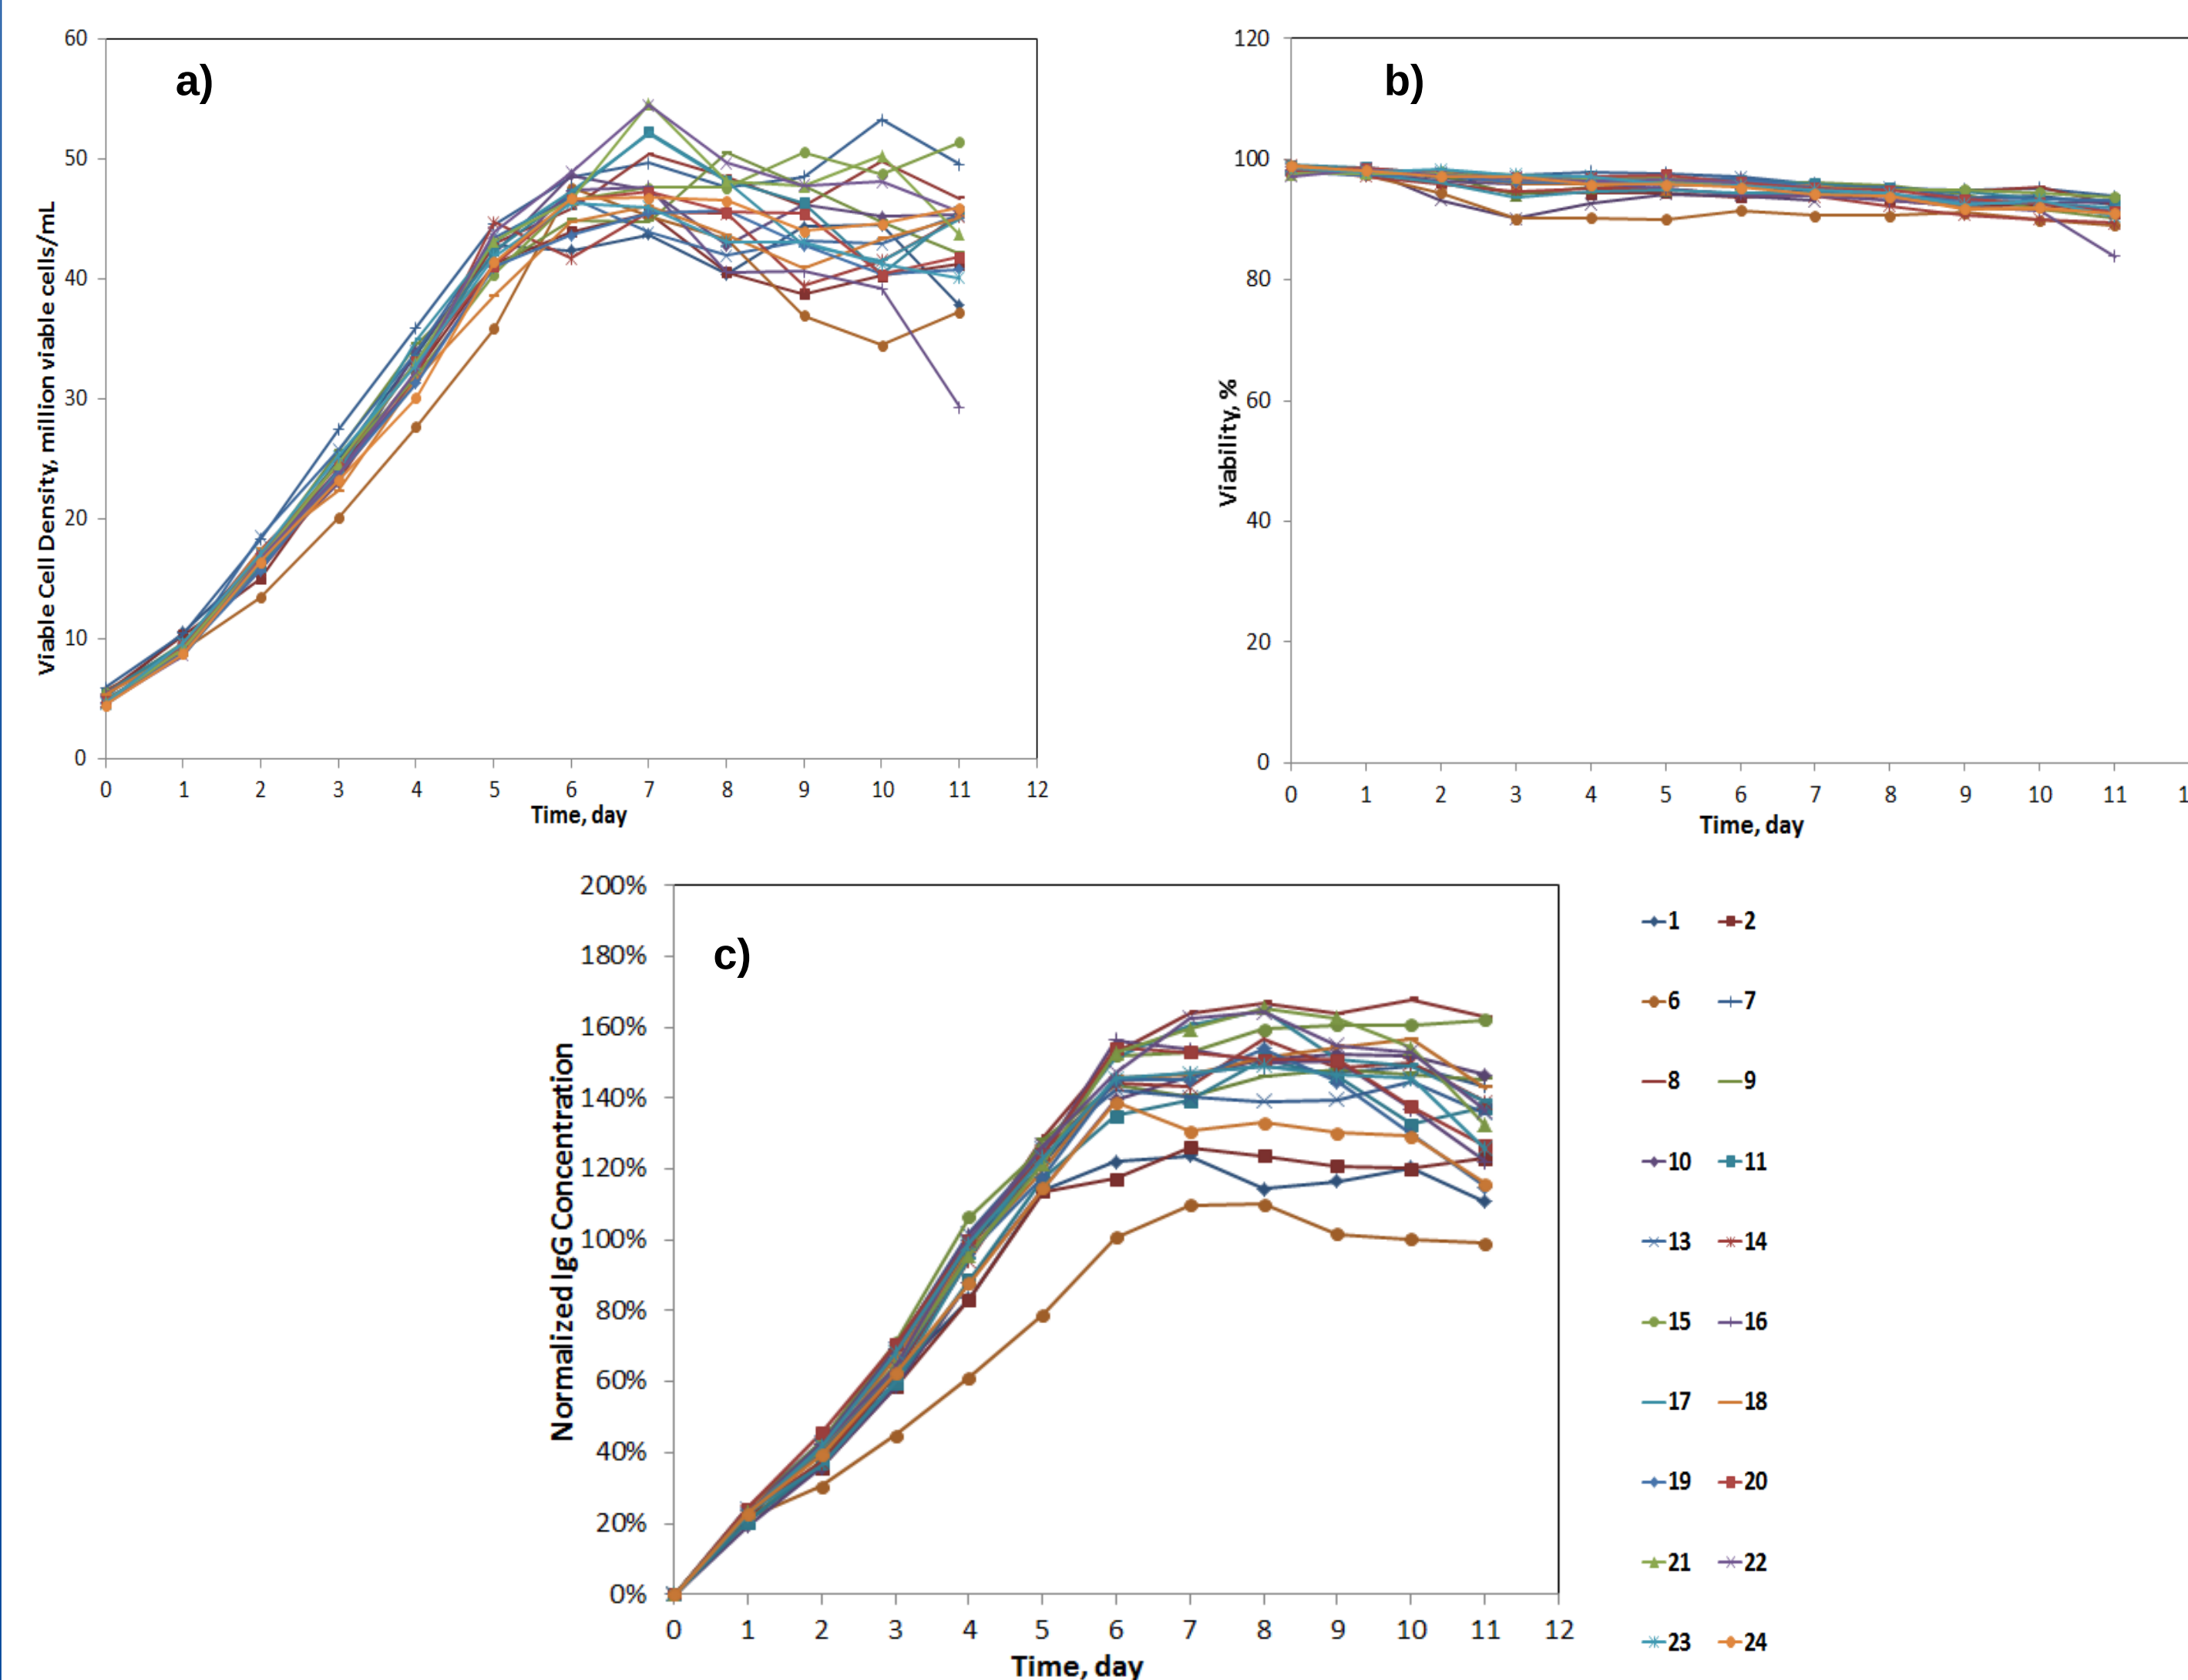 a)
Viable Cell Density, million viable cells/mL
60
50
40
30
20
10
0
0 1 2 3 4 5 6 7 8 9 10 11 12
Time, day
b)
Viability, %
120
100
80
60
40
20
0
0 1 2 3 4 5 6 7 8 9 10 11
Time, day
c)
Normalized IgG Concentration
200%
180%
160%
140%
120%
100%
80%
60%
40%
20%
0%
0 1 2 3 4 5 6 7 8 9 10 11 12
Time, day
1 2
6 7
8 9
10 11
13 14
15 16
17 18
19 20
21 22
23 24